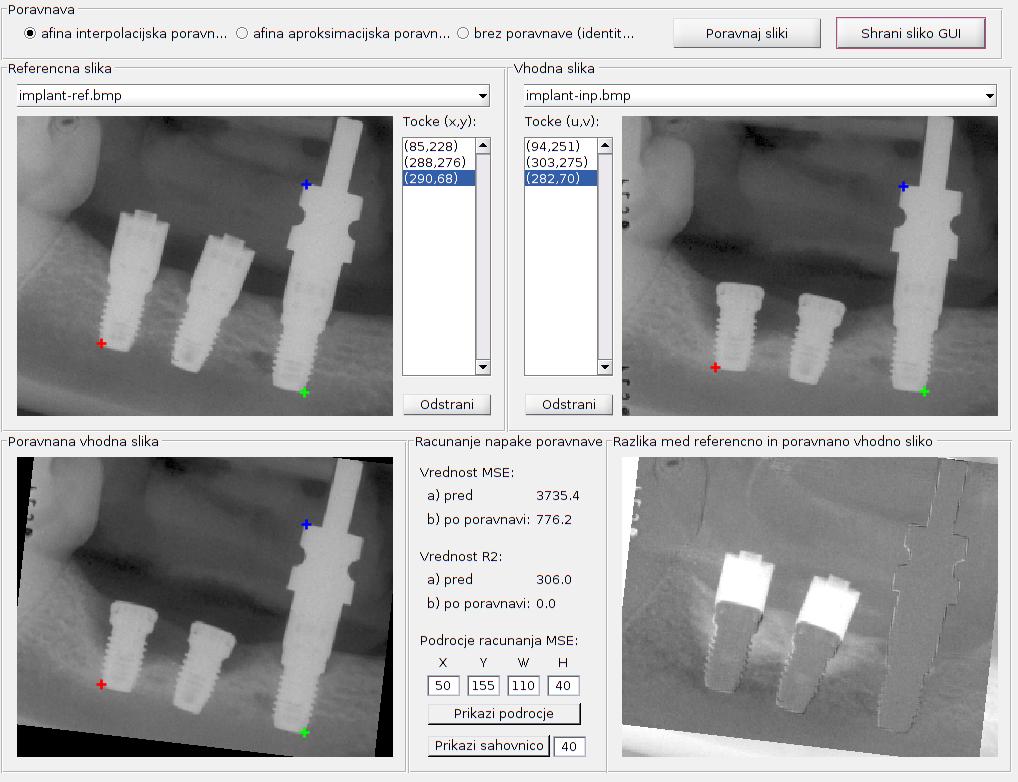 Poravnava
afina interpolacijska poravn... afina aproksimacijska poravn... brez poravnave (identit... Poravnaj sliki Shrani sliko GUI
Referencna slika
implant-ref.bmp
Tocke (x,y):
(85,228)
(288,276)
(290,68)
Odstrani
Vhodna slika
implant-inp.bmp
Tocke (u,v):
(94,251)
(303,275)
(282,70)
Odstrani
Poravnana vhodna slika
Racunanje napake poravnave
Vrednost MSE:
a) pred 3735.4
b) po poravnavi: 776.2
Vrednost R2:
a) pred 306.0
b) po poravnavi: 0.0
Podrocje racunanja MSE:
X Y W H
50 155 110 40
Prikazi podrocje
Prikazi sahovnico 40
Razlika med referencno in poravnano vhodno sliko